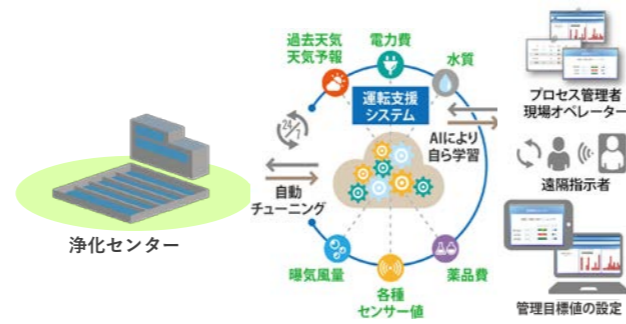 過去天気
天気予報
電力費
水質
運転支援
システム
24/7
AIにより
自ら学習
自動
チューニング
曝気風量
各種
センサー値
薬品費
浄化センター
プロセス管理者
現場オペレーター
遠隔指示者
管理目標値の設定